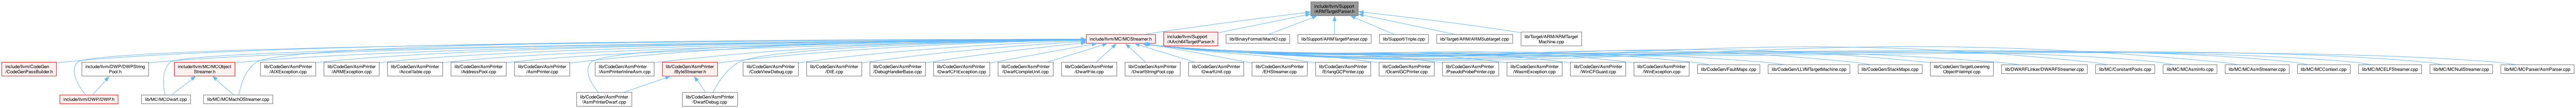 include/llvm/Support
/ARMTargetParser.h
include/llvm/MC/MCStreamer.h
include/llvm/Support
/AArch64TargetParser.h
lib/BinaryFormat/MachO.cpp
lib/Support/ARMTargetParser.cpp
lib/Support/Triple.cpp
lib/Target/ARM/ARMSubtarget.cpp
lib/Target/ARM/ARMTarget
Machine.cpp
include/llvm/CodeGen
/CodeGenPassBuilder.h
include/llvm/DWP/DWPString
Pool.h
include/llvm/MC/MCObject
Streamer.h
lib/CodeGen/AsmPrinter
/AIXException.cpp
lib/CodeGen/AsmPrinter
/ARMException.cpp
lib/CodeGen/AsmPrinter
/AccelTable.cpp
lib/CodeGen/AsmPrinter
/AddressPool.cpp
lib/CodeGen/AsmPrinter
/AsmPrinter.cpp
lib/CodeGen/AsmPrinter
/AsmPrinterInlineAsm.cpp
lib/CodeGen/AsmPrinter
/ByteStreamer.h
lib/CodeGen/AsmPrinter
/CodeViewDebug.cpp
lib/CodeGen/AsmPrinter
/DIE.cpp
lib/CodeGen/AsmPrinter
/DebugHandlerBase.cpp
lib/CodeGen/AsmPrinter
/DwarfCFIException.cpp
lib/CodeGen/AsmPrinter
/DwarfCompileUnit.cpp
lib/CodeGen/AsmPrinter
/DwarfFile.cpp
lib/CodeGen/AsmPrinter
/DwarfStringPool.cpp
lib/CodeGen/AsmPrinter
/DwarfUnit.cpp
lib/CodeGen/AsmPrinter
/EHStreamer.cpp
lib/CodeGen/AsmPrinter
/ErlangGCPrinter.cpp
lib/CodeGen/AsmPrinter
/OcamlGCPrinter.cpp
lib/CodeGen/AsmPrinter
/PseudoProbePrinter.cpp
lib/CodeGen/AsmPrinter
/WasmException.cpp
lib/CodeGen/AsmPrinter
/WinCFGuard.cpp
lib/CodeGen/AsmPrinter
/WinException.cpp
lib/CodeGen/FaultMaps.cpp
lib/CodeGen/LLVMTargetMachine.cpp
lib/CodeGen/StackMaps.cpp
lib/CodeGen/TargetLowering
ObjectFileImpl.cpp
lib/DWARFLinker/DWARFStreamer.cpp
lib/MC/ConstantPools.cpp
lib/MC/MCAsmInfo.cpp
lib/MC/MCAsmStreamer.cpp
lib/MC/MCContext.cpp
lib/MC/MCELFStreamer.cpp
lib/MC/MCNullStreamer.cpp
lib/MC/MCParser/AsmParser.cpp
include/llvm/DWP/DWP.h
lib/MC/MCDwarf.cpp
lib/MC/MCMachOStreamer.cpp
lib/CodeGen/AsmPrinter
/AsmPrinterDwarf.cpp
lib/CodeGen/AsmPrinter
/DwarfDebug.cpp